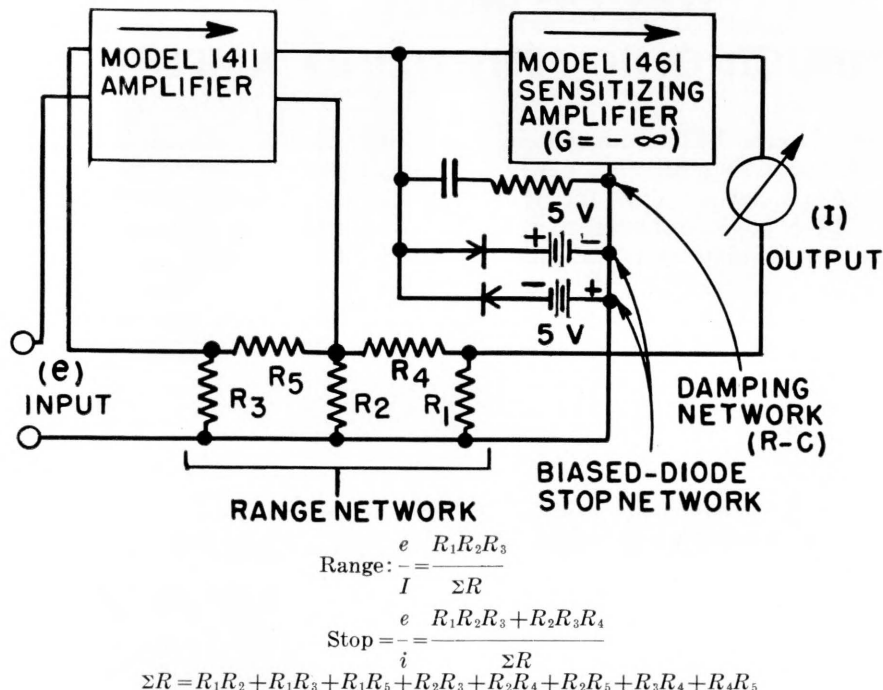 MODEL 1411
AMPLIFIER
MODEL 1461
SENSITIZING
AMPLIFIER
(G = - ∞)
5 V
+ -
- +
5 V
(I)
OUTPUT
(e)
INPUT
R5
R4
R3
R2
R1
DAMPING
NETWORK
(R-C)
BIASED-DIODE
STOP NETWORK
RANGE NETWORK
Range: e/I = R1R2R3/ΣR
Stop = e/i = R1R2R3+R2R3R4/ΣR
ΣR = R1R2+R1R3+R1R5+R2R3+R2R4+R2R5+R3R4+R4R5